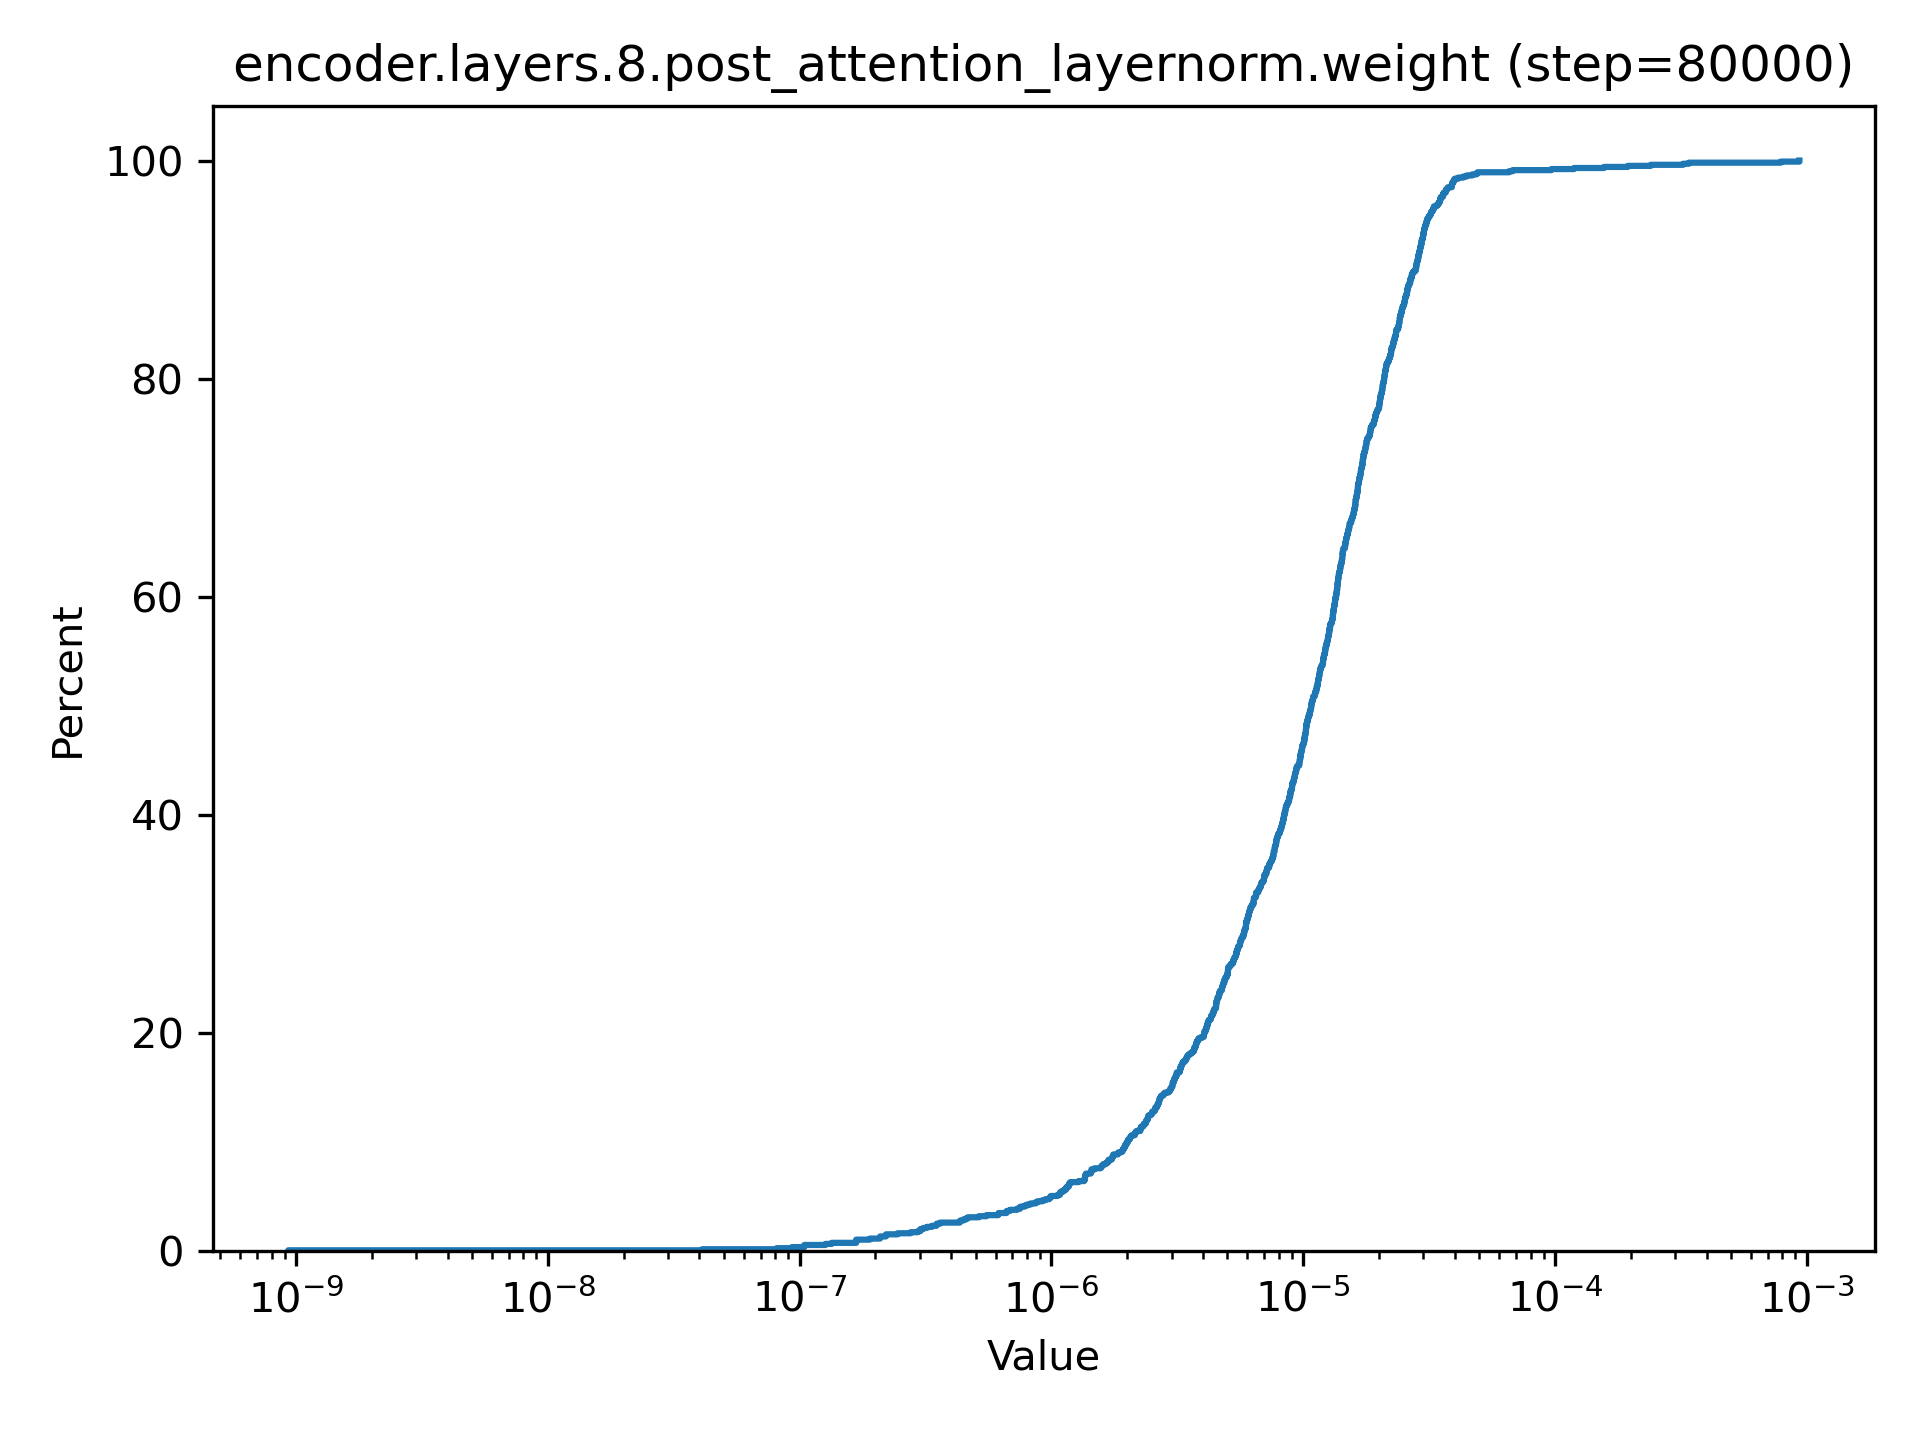 encoder.layers.8.post_attention_layernorm.weight (step=80000)
100
80
60
40
20
0
Percent
10⁻⁹ 10⁻⁸ 10⁻⁷ 10⁻⁶ 10⁻⁵ 10⁻⁴ 10⁻³
Value